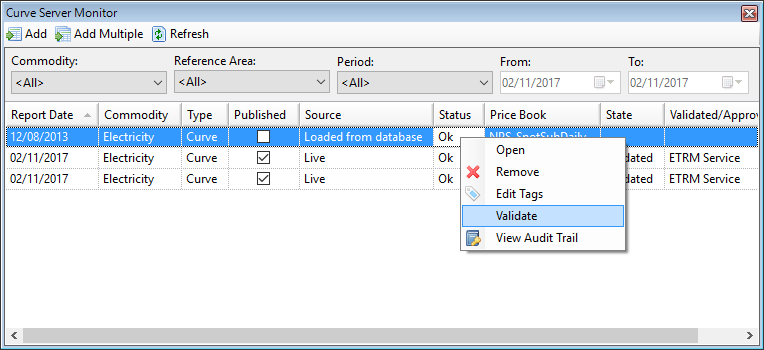 Curve Server Monitor
Add Add Multiple Refresh
Commodity: Reference Area: Period: From: To:
<All> <All> <All> 02/11/2017 02/11/2017
Report Date Commodity Type Published Source Status Price Book State Validated/Approv
12/08/2013 Electricity Curve Loaded from database Ok
02/11/2017 Electricity Curve Live Ok dated ETRM Service
02/11/2017 Electricity Curve Live Ok dated ETRM Service
Open
Remove
Edit Tags
Validate
View Audit Trail